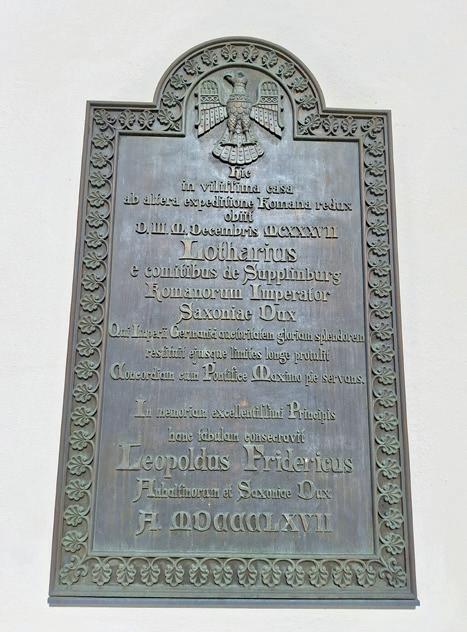 Hic
in vilissima casa
ab altera expeditione Romana redux
obiit
D. III. M. Decembris MCXXXVII
Lotharius
e comitibus de Supplinburg
Romanorum Imperator
Saxoniae Dux
Qui Imperii Germaniae auctoritatem gloriam splendorem
restituit ejusque limites longe protulit
Concordiam cum Pontifice Maximo pie servans.
In memoriam excellentissimi Principis
hanc tabulam consecravit
Leopoldus Fridericus
Anhaltinorum et Saxoniae Dux
A MDCCCLXVII